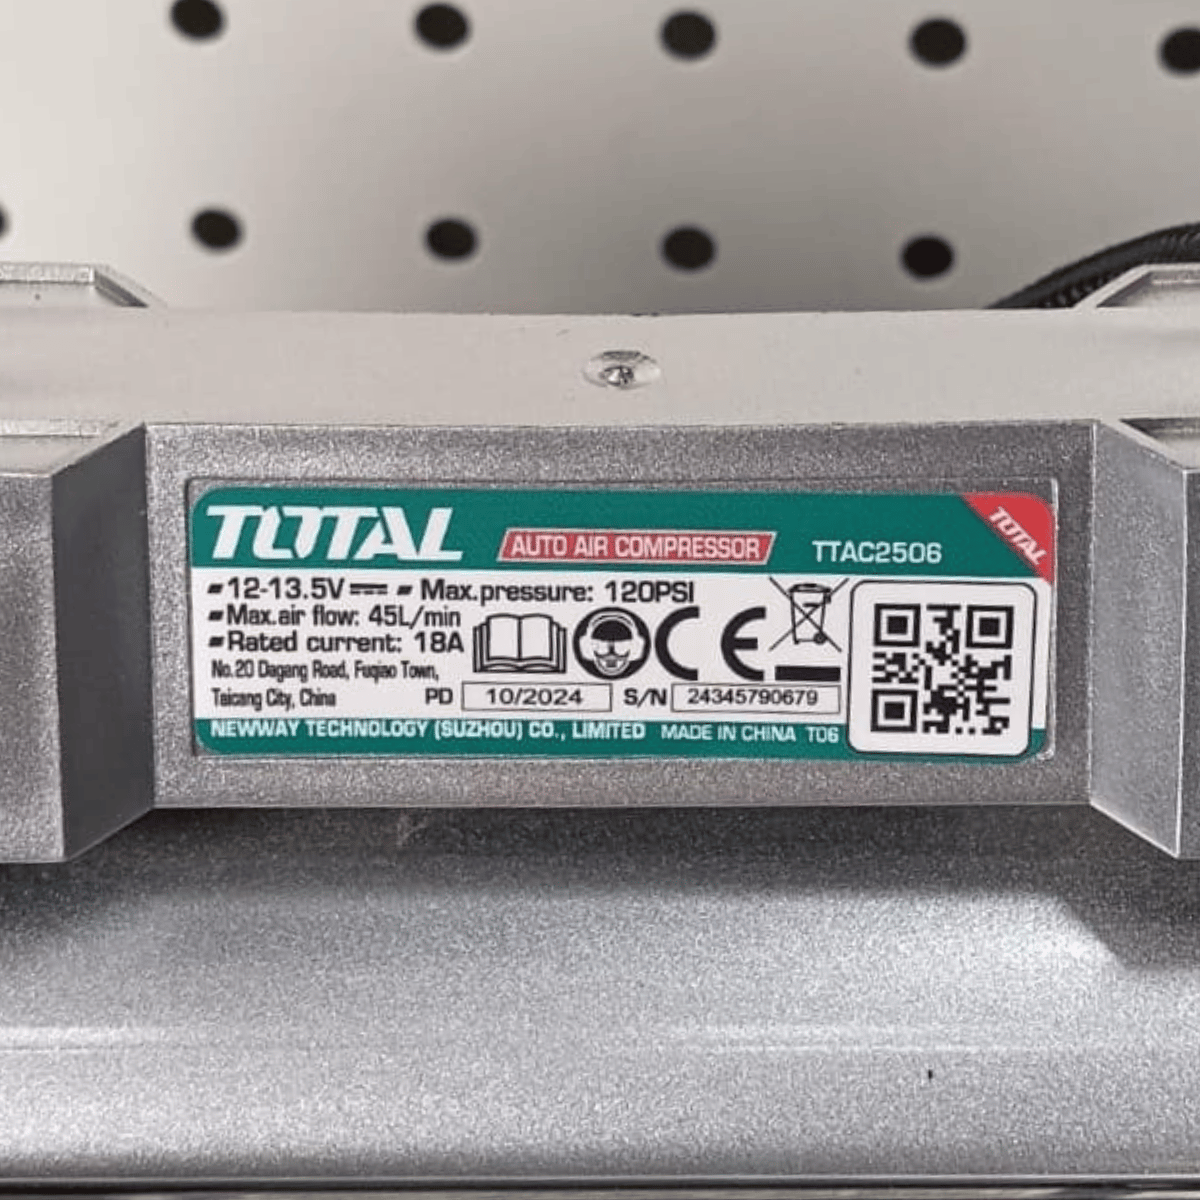 TOTAL AUTO AIR COMPRESSOR TTAC2506 TOTAL
12-13.5V Max.pressure: 120PSI
Max.air flow: 45L/min
Rated current: 18A
No.20 Dagang Road, Fuqiao Town,
Taicang City, China PD 10/2024 S/N 24345790679
NEWWAY TECHNOLOGY (SUZHOU) CO., LIMITED MADE IN CHINA T06
CE